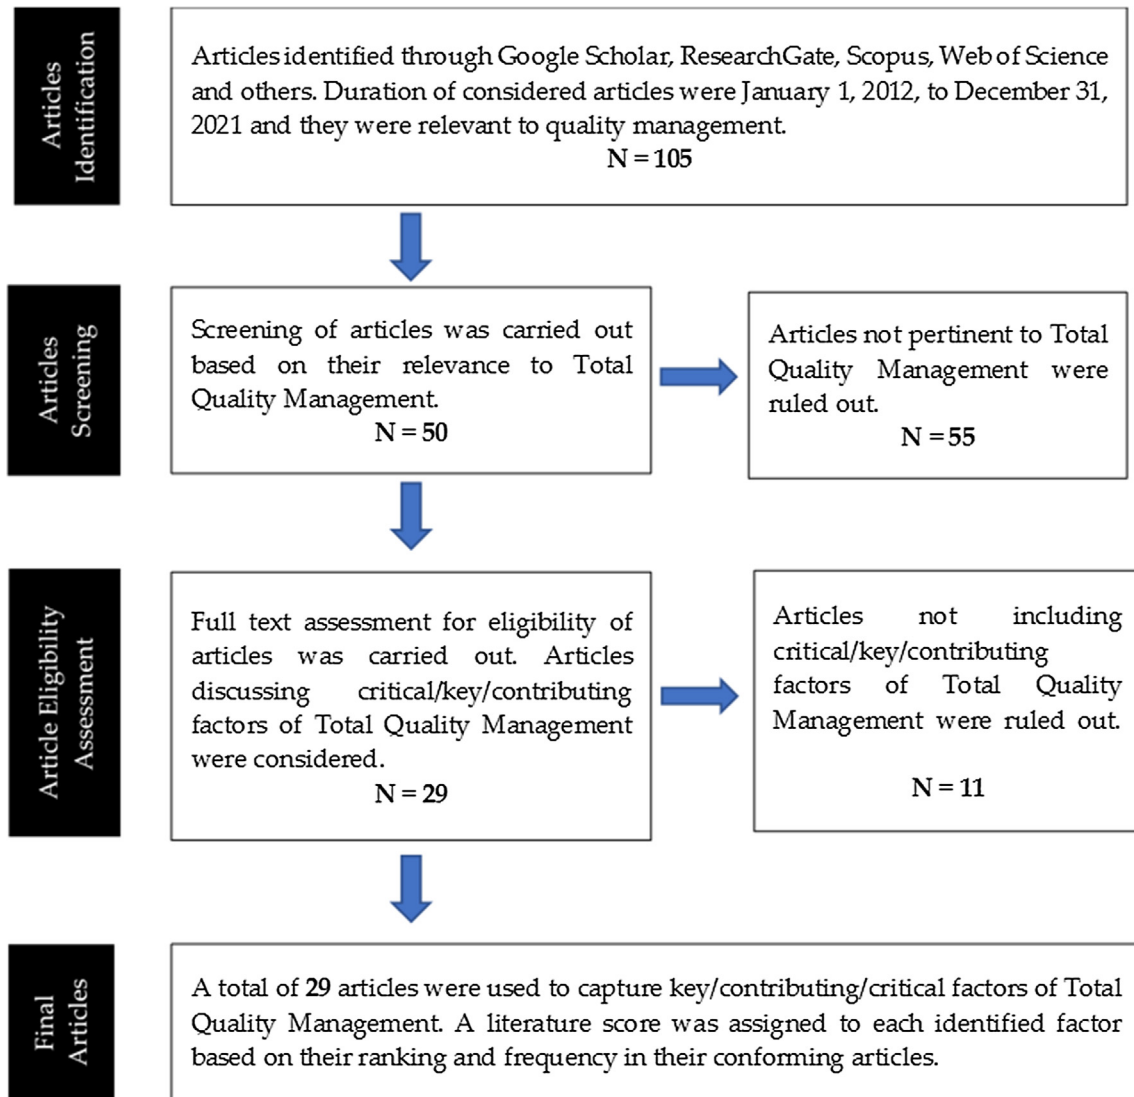 Articles
Identification
Articles identified through Google Scholar, ResearchGate, Scopus, Web of Science
and others. Duration of considered articles were January 1, 2012, to December 31,
2021 and they were relevant to quality management.
N = 105
Articles
Screening
Screening of articles was carried out
based on their relevance to Total
Quality Management.
N = 50
Articles not pertinent to Total
Quality Management were
ruled out.
N = 55
Article Eligibility
Assessment
Full text assessment for eligibility of
articles was carried out. Articles
discussing critical/key/contributing
factors of Total Quality Management
were considered.
N = 29
Articles not including
critical/key/contributing
factors of Total Quality
Management were ruled out.
N = 11
Final
Articles
A total of 29 articles were used to capture key/contributing/critical factors of Total
Quality Management. A literature score was assigned to each identified factor
based on their ranking and frequency in their conforming articles.